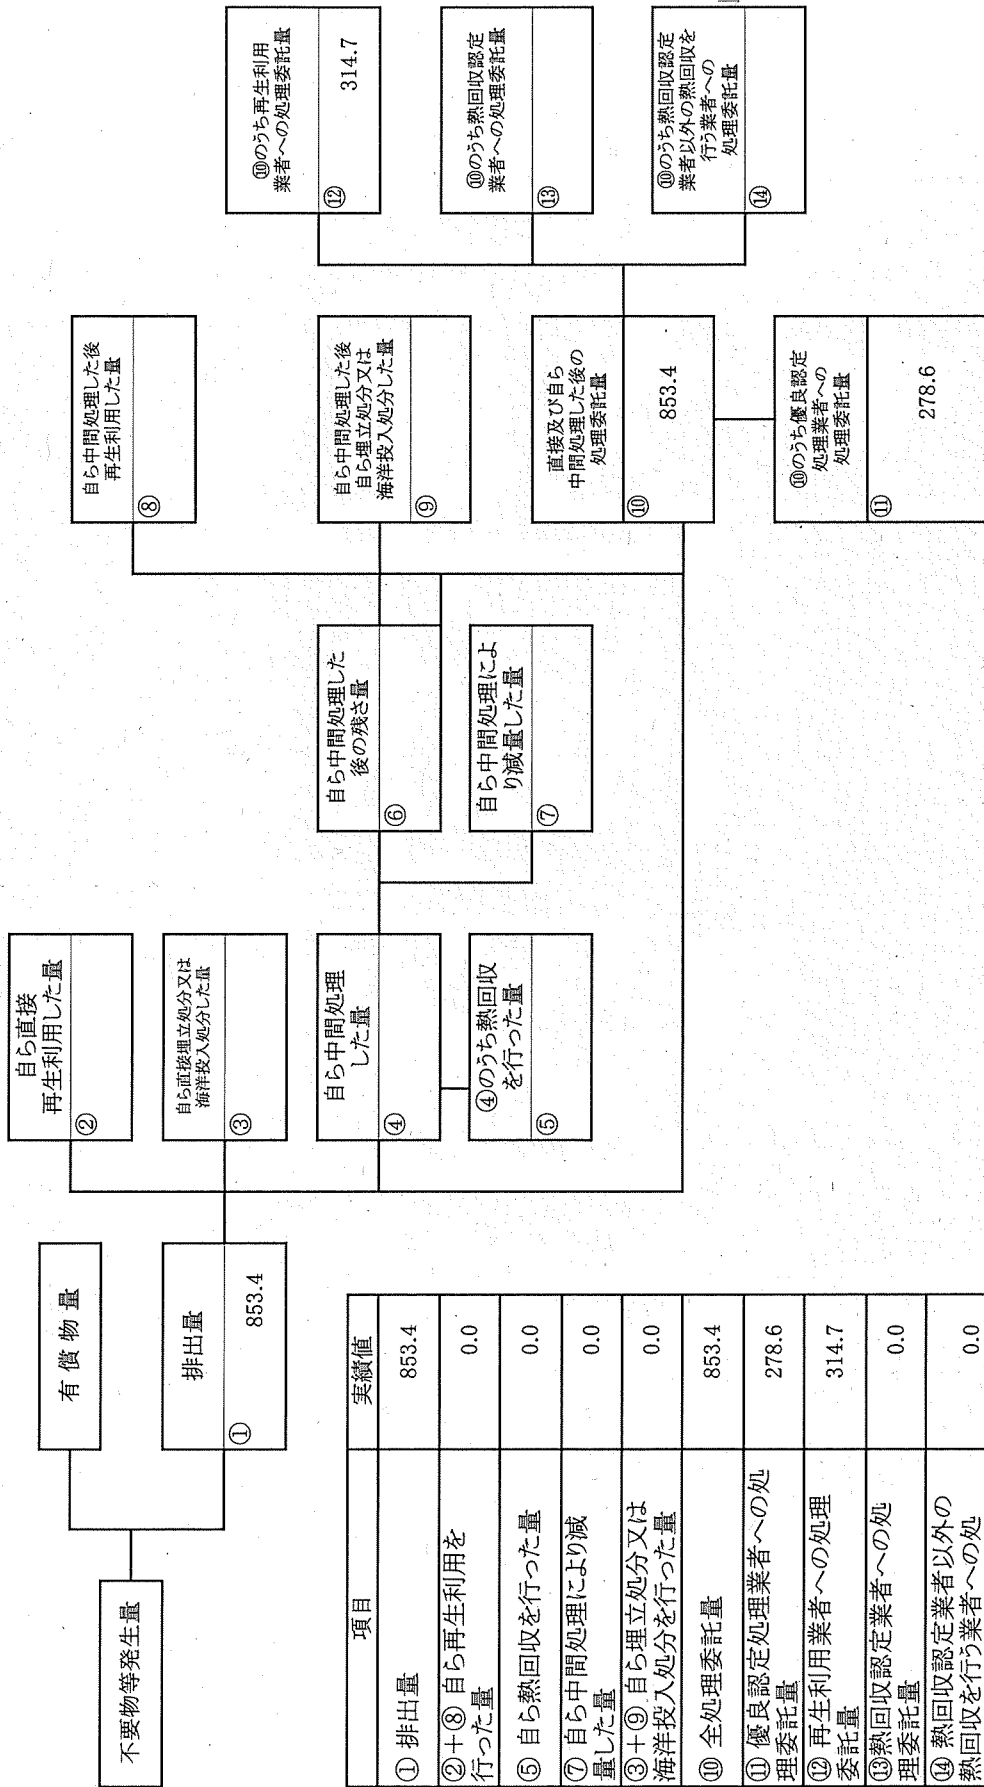 不要物等発生量
有償物量
排出量
①
853.4
自ら直接
再生利用した量
②
自ら直接埋立処分又は
海洋投入処分した量
③
自ら中間処理
した量
④
④のうち熱回収
を行った量
⑤
自ら中間処理した
後の残さ量
⑥
自ら中間処理によ
り減量した量
⑦
自ら中間処理した後
再生利用した量
⑧
自ら中間処理した後
自ら埋立処分又は
海洋投入処分した量
⑨
直接及び自ら
中間処理した後の
処理委託量
⑩
853.4
⑩のうち優良認定
処理業者への
処理委託量
⑪
278.6
⑩のうち再生利用
業者への処理委託量
⑫
314.7
⑩のうち熱回収認定
業者への処理委託量
⑬
⑩のうち熱回収認定
業者以外の熱回収を
行う業者への
処理委託量
⑭
項目 実績値
① 排出量 853.4
②+⑧ 自ら再生利用を
行った量 0.0
⑤ 自ら熱回収を行った量 0.0
⑦ 自ら中間処理により減
量した量 0.0
③+⑨ 自ら埋立処分又は
海洋投入処分を行った量 0.0
⑩ 全処理委託量 853.4
⑪ 優良認定処理業者への処
理委託量 278.6
⑫ 再生利用業者への処理
委託量 314.7
⑬熱回収認定業者への処
理委託量 0.0
⑭ 熱回収認定業者以外の
熱回収を行う業者への処 0.0